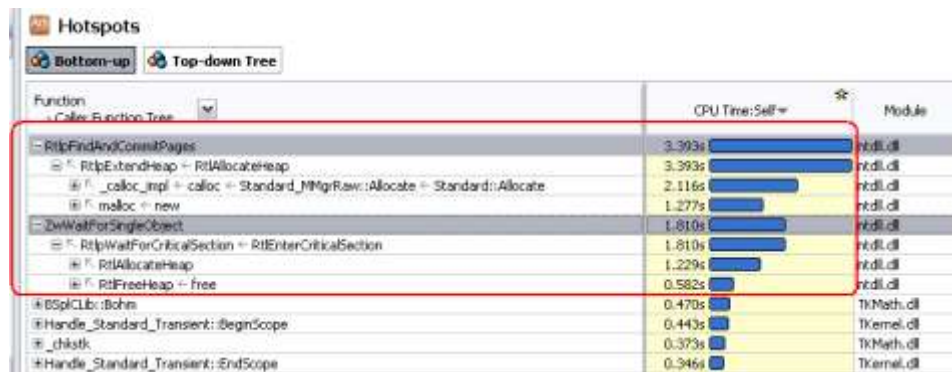 Hotspots
Bottom-up Top-down Tree
Function
Caller Function Tree
CPU Time:Self
Module
RtlpFindAndCommitPages 3.393s ntdll.dll
RtlpExtendHeap ← RtlAllocateHeap 3.393s ntdll.dll
_calloc_impl ← calloc ← Standard_MMgrRaw::Allocate ← Standard::Allocate 2.116s ntdll.dll
malloc ← new 1.277s ntdll.dll
ZwWaitForSingleObject 1.810s ntdll.dll
RtlpWaitForCriticalSection ← RtlEnterCriticalSection 1.810s ntdll.dll
RtlAllocateHeap 1.229s ntdll.dll
RtlFreeHeap ← free 0.582s ntdll.dll
BSplCLib::Bohm 0.470s TKMath.dll
Handle_Standard_Transient::BeginScope 0.443s TKernel.dll
_chkstk 0.373s TKMath.dll
Handle_Standard_Transient::EndScope 0.346s TKernel.dll